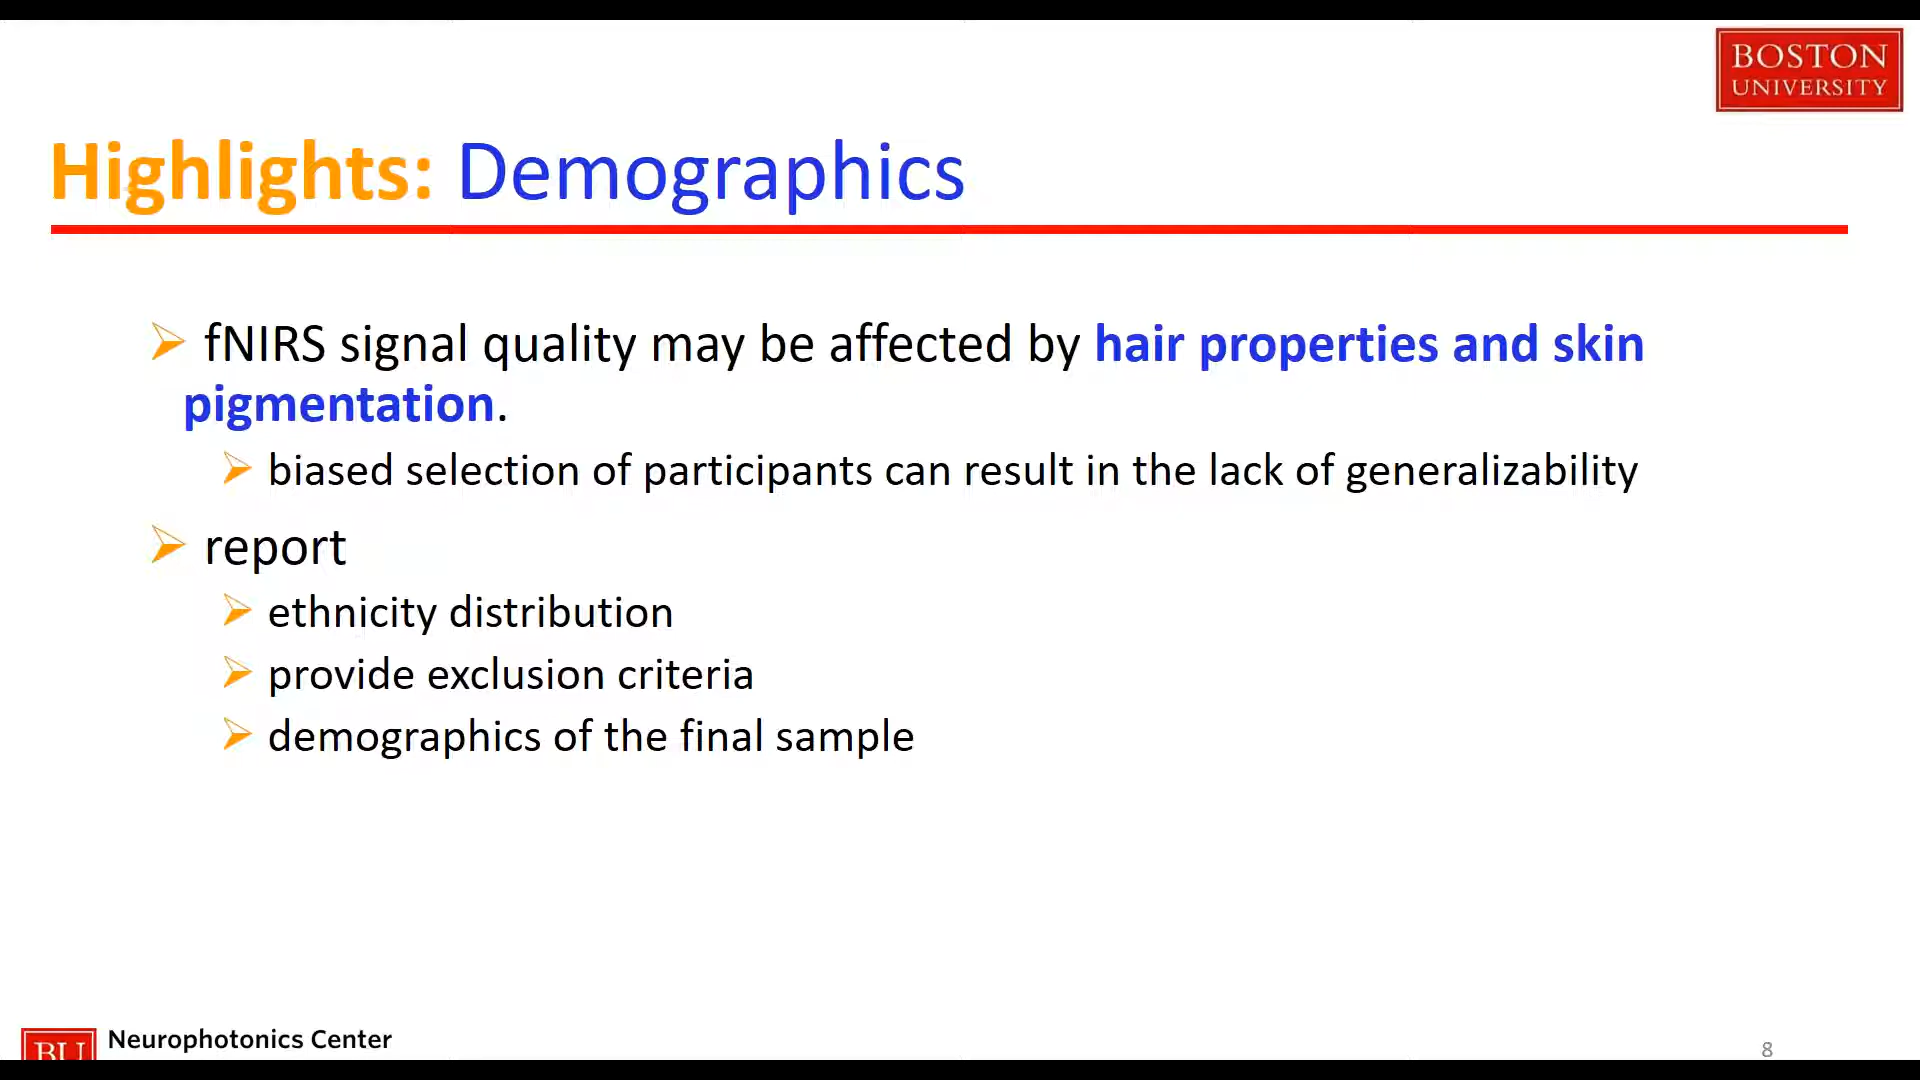 BOSTON
UNIVERSITY
Highlights: Demographics
fNIRS signal quality may be affected by hair properties and skin
pigmentation.
biased selection of participants can result in the lack of generalizability
report
ethnicity distribution
provide exclusion criteria
demographics of the final sample
BU Neurophotonics Center
8